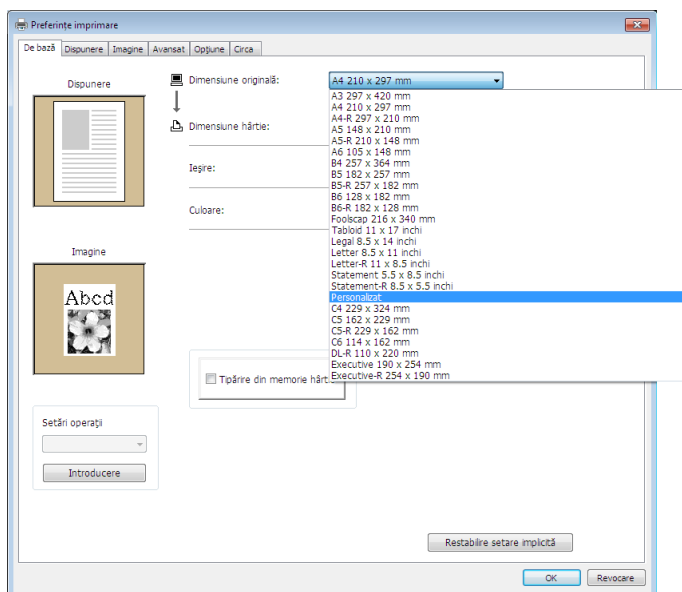 Preferințe imprimare
De bază Dispunere Imagine Avansat Opțiune Circa
Dispunere
Dimensiune originală: A4 210 x 297 mm
A3 297 x 420 mm
A4 210 x 297 mm
A4-R 297 x 210 mm
Dimensiune hârtie:
A5 148 x 210 mm
A5-R 210 x 148 mm
A6 105 x 148 mm
B4 257 x 364 mm
Ieșire:
B5 182 x 257 mm
B5-R 257 x 182 mm
B6 128 x 182 mm
B6-R 182 x 128 mm
Culoare:
Foolscap 216 x 340 mm
Tabloid 11 x 17 inchi
Legal 8.5 x 14 inchi
Imagine
Letter 8.5 x 11 inchi
Letter-R 11 x 8.5 inchi
Statement 5.5 x 8.5 inchi
Statement-R 8.5 x 5.5 inchi
Personalizat
Abcd
C4 229 x 324 mm
C5 162 x 229 mm
C5-R 229 x 162 mm
C6 114 x 162 mm
DL-R 110 x 220 mm
Executive 190 x 254 mm
Executive-R 254 x 190 mm
Tipărire din memorie hârti
Setări operații
Introducere
Restabilire setare implicită
OK Revocare